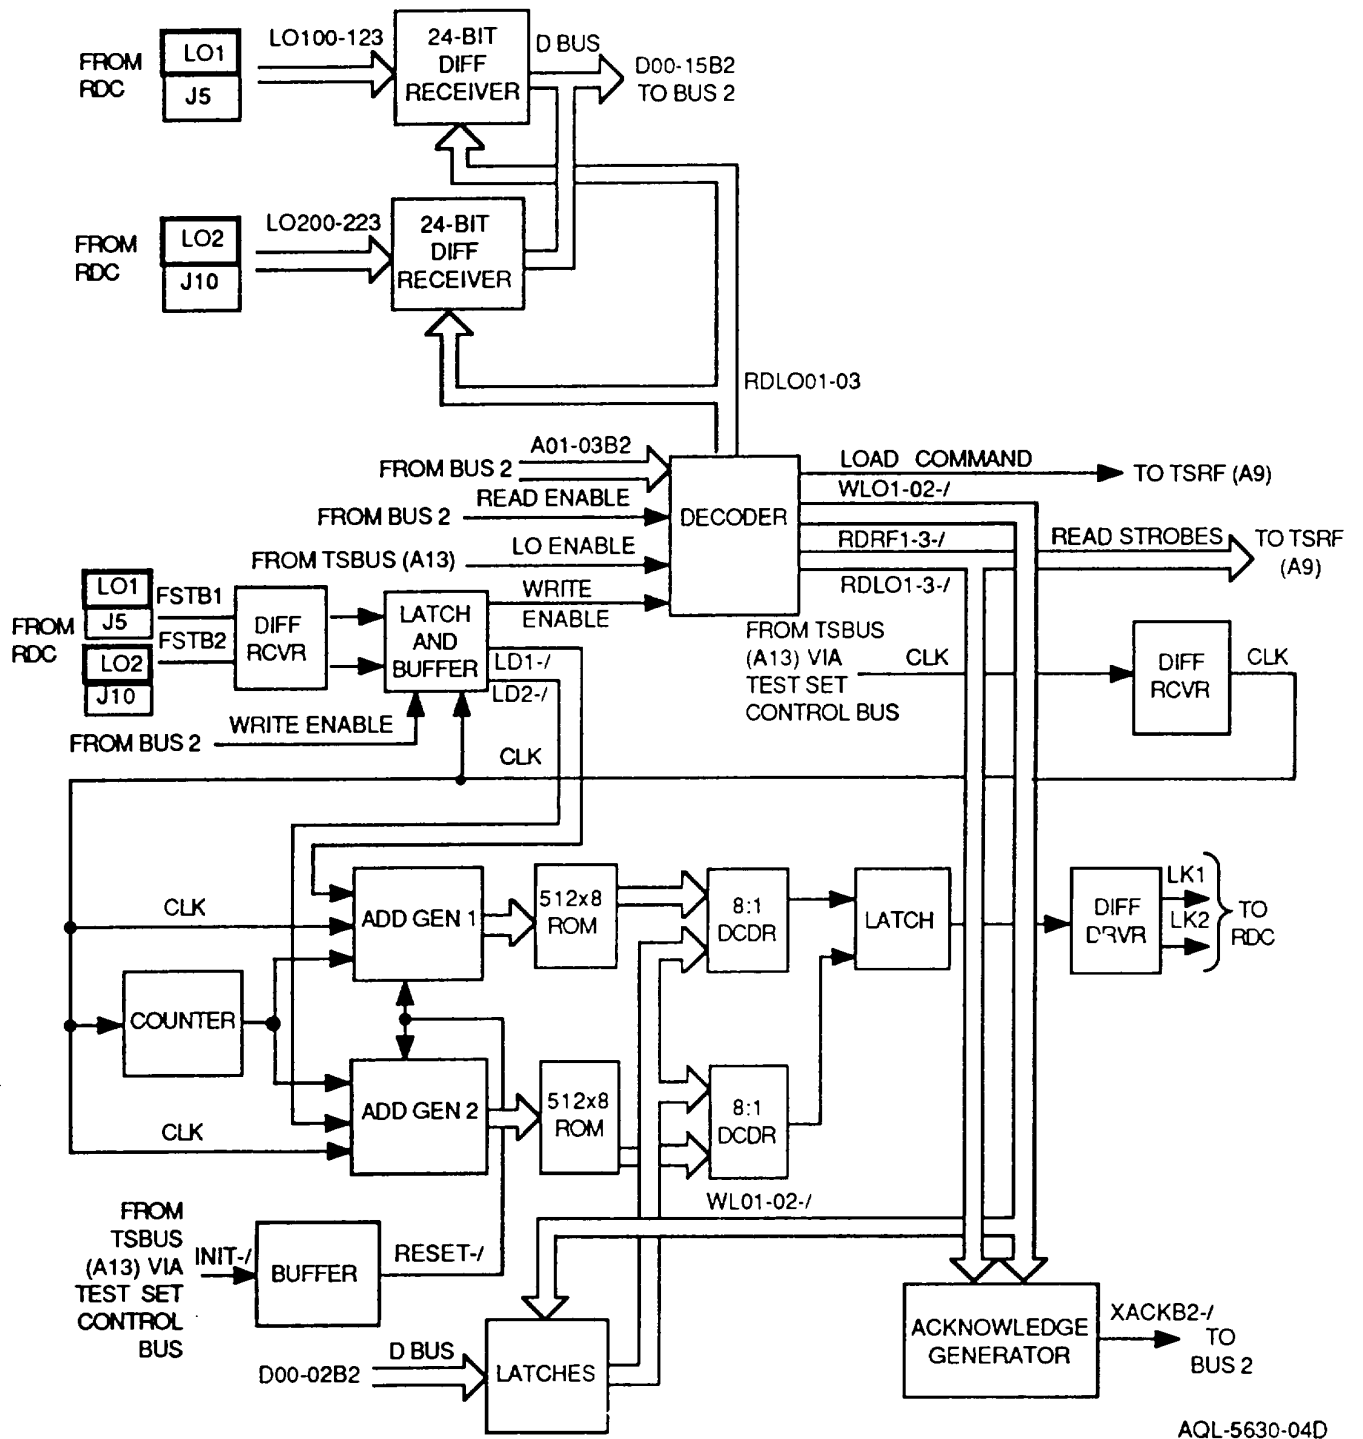 FROM
RDC
LO1
J5
LO100-123
24-BIT
DIFF
RECEIVER
D BUS
D00-15B2
TO BUS 2
FROM
RDC
LO2
J10
LO200-223
24-BIT
DIFF
RECEIVER
RDLO01-03
A01-03B2
FROM BUS 2
READ ENABLE
FROM BUS 2
LO ENABLE
FROM TSBUS (A13)
WRITE
ENABLE
DECODER
LOAD COMMAND
TO TSRF (A9)
WLO1-02-/
RDRF1-3-/
READ STROBES
TO TSRF
(A9)
RDLO1-3-/
FROM
RDC
LO1
J5
LO2
J10
FSTB1
FSTB2
DIFF
RCVR
LATCH
AND
BUFFER
LD1-/
LD2-/
WRITE ENABLE
FROM BUS 2
CLK
FROM TSBUS
(A13) VIA
TEST SET
CONTROL BUS
CLK
DIFF
RCVR
CLK
CLK
ADD GEN 1
512x8
ROM
8:1
DCDR
LATCH
DIFF
DRVR
LK1
LK2
TO
RDC
COUNTER
CLK
ADD GEN 2
512x8
ROM
8:1
DCDR
WL01-02-/
FROM
TSBUS
(A13) VIA
TEST SET
CONTROL
BUS
INIT-/
BUFFER
RESET-/
D BUS
D00-02B2
LATCHES
ACKNOWLEDGE
GENERATOR
XACKB2-/
TO
BUS 2
AQL-5630-04D